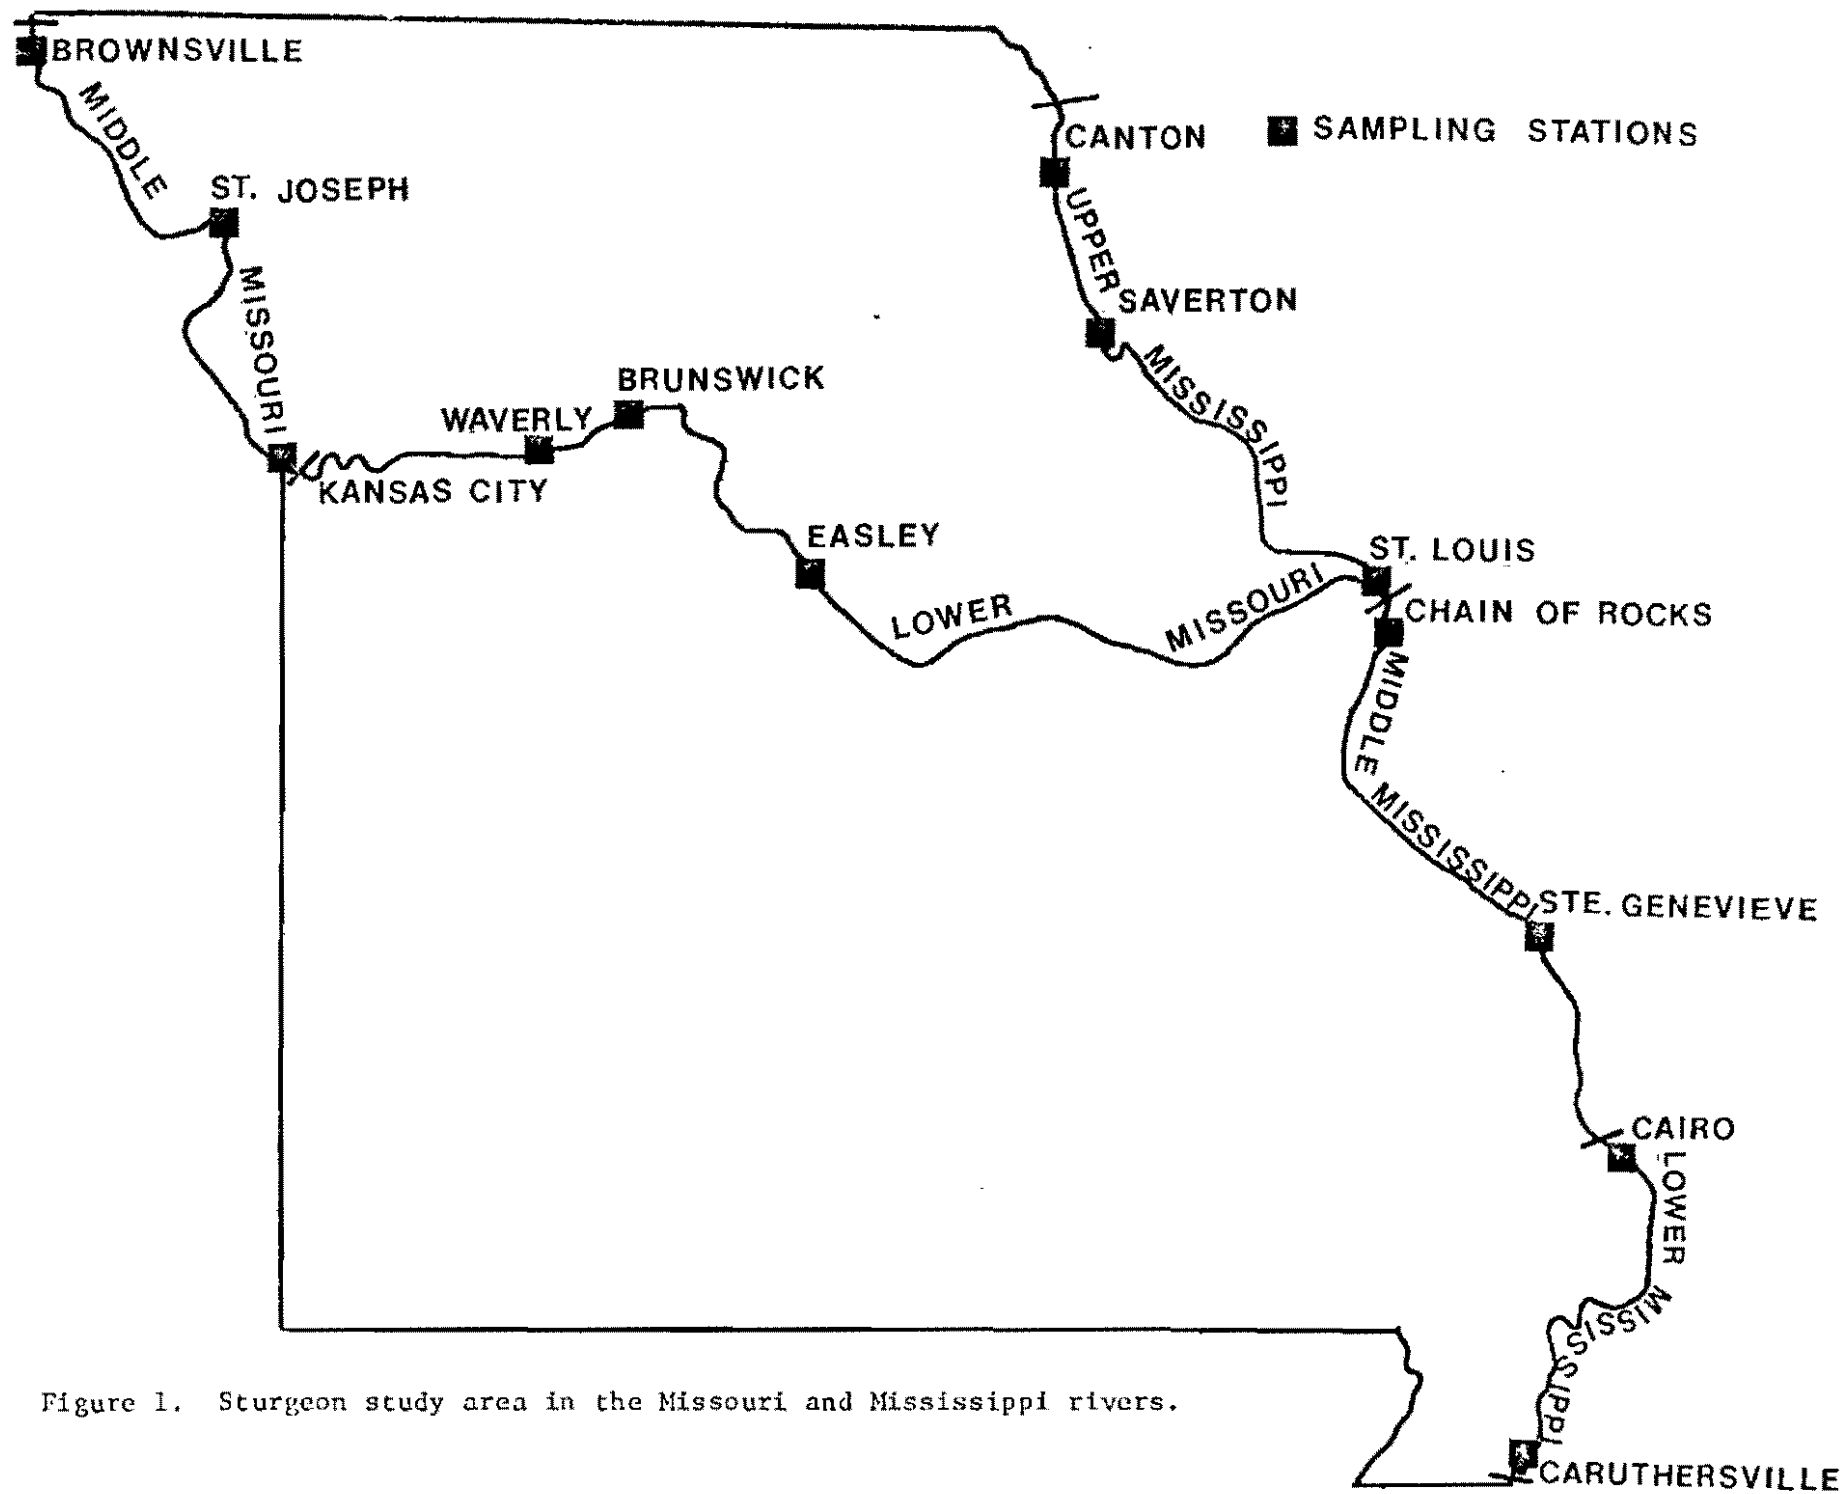 BROWNSVILLE
MIDDLE
CANTON
SAMPLING STATIONS
ST. JOSEPH
UPPER
MISSOURI
SAVERTON
MISSISSIPPI
BRUNSWICK
WAVERLY
KANSAS CITY
EASLEY
ST. LOUIS
LOWER
MISSOURI
CHAIN OF ROCKS
MIDDLE
MISSISSIPPI
STE. GENEVIEVE
CAIRO
LOWER
MISSISSIPPI
CARUTHERSVILLE
Figure 1. Sturgeon study area in the Missouri and Mississippi rivers.